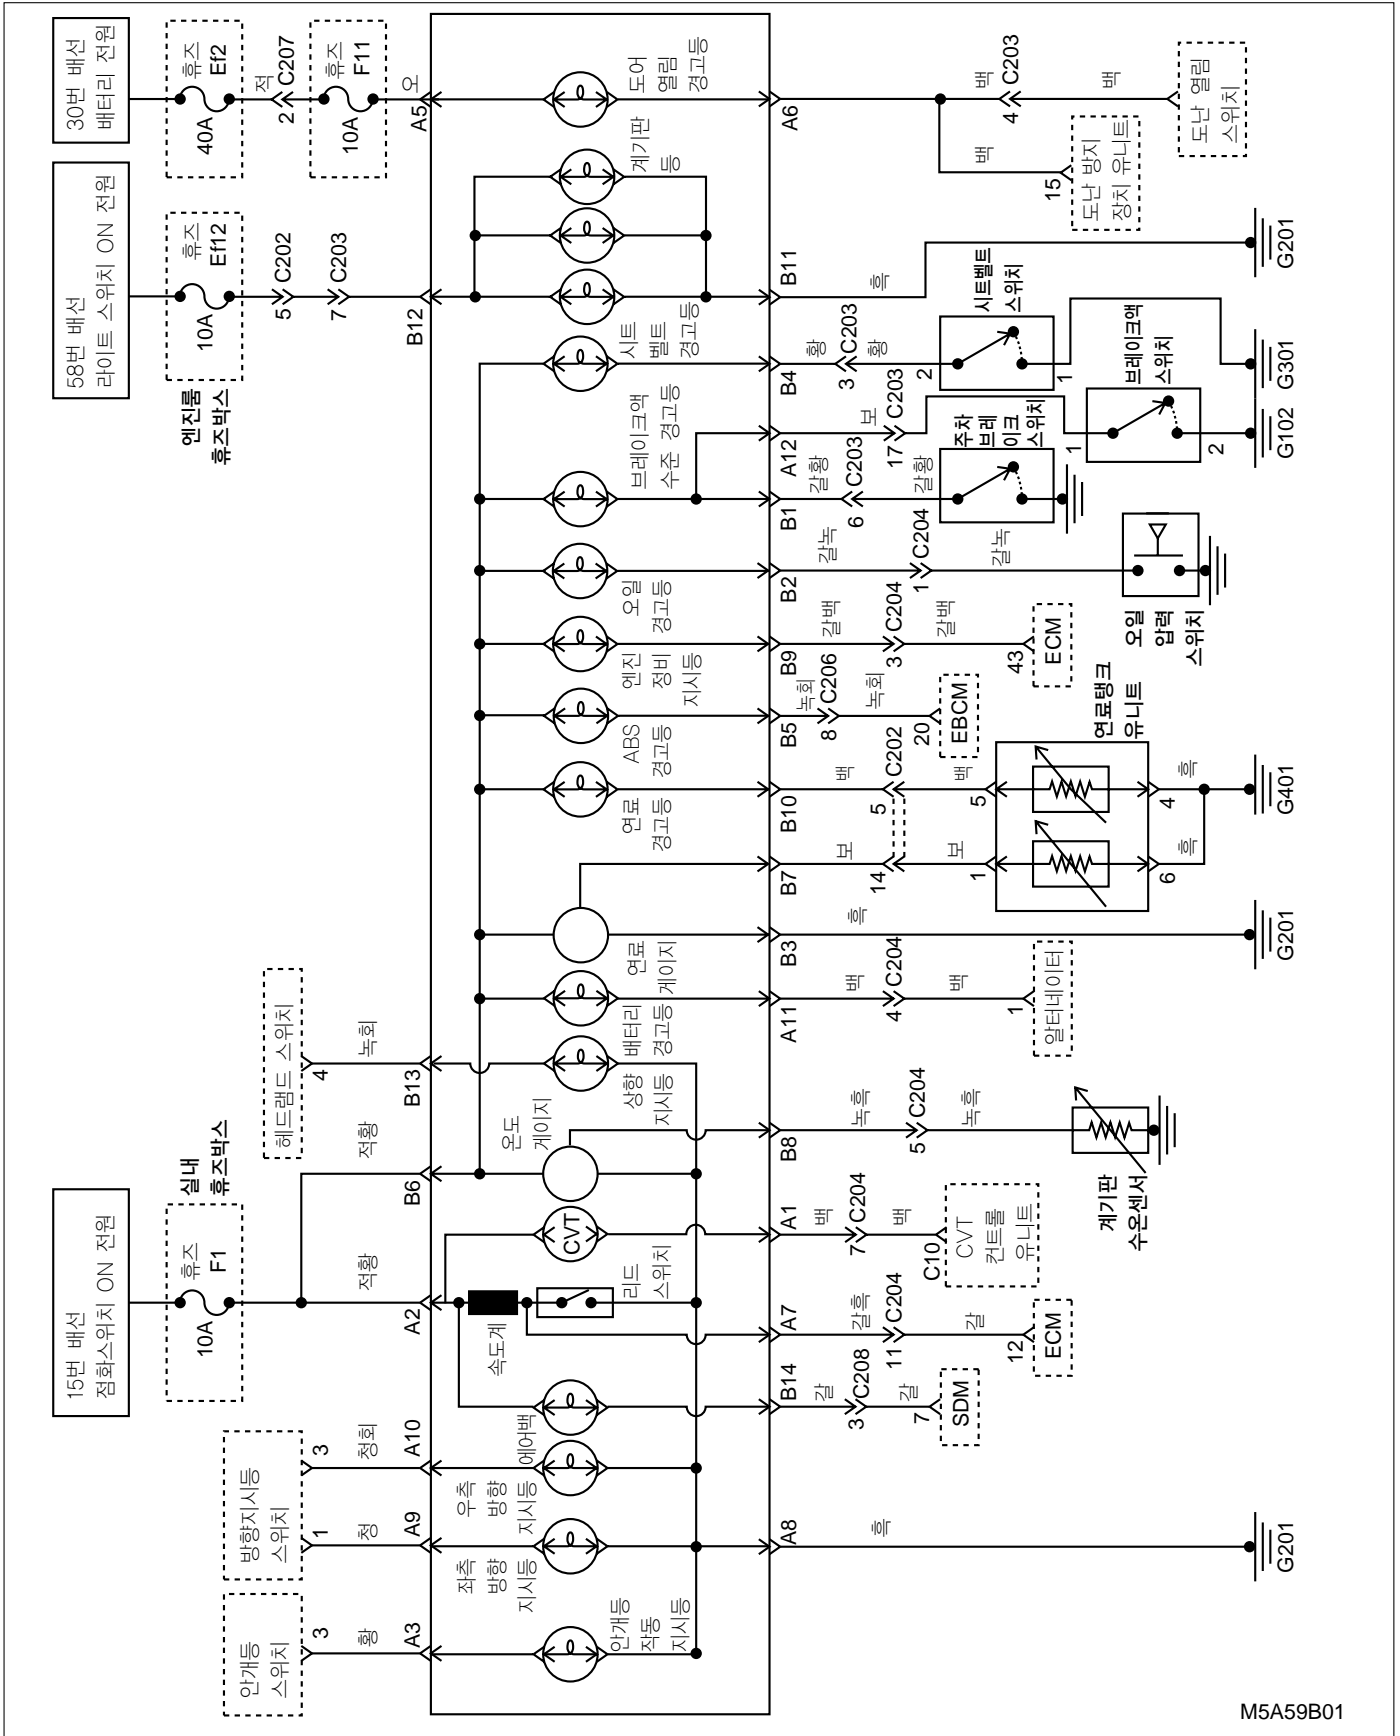 15번 배선
점화스위치 ON 전원
58번 배선
라이트 스위치 ON 전원
30번 배선
배터리 전원
안개등
스위치
방향지시등
스위치
휴즈
F1
10A
실내
휴즈박스
헤드램드 스위치
엔진룸
휴즈박스
휴즈
Ef12
10A
휴즈
Ef2
40A
적
2
C207
휴즈
F11
10A
오
3
황
1
청
3
청회
적황
적황
4
녹회
5
C202
7
C203
A3
A9
A10
A2
B6
B13
B12
A5
안개등
작동
지시등
좌측
방향
지시등
우측
방향
지시등
에어백
속도계
리드
스위치
CVT
온도
게이지
상향
지시등
배터리
경고등
연료
게이지
연료
경고등
ABS
경고등
엔진
정비
지시등
오일
경고등
브레이크액
수준 경고등
시트
벨트
경고등
계기판
등
도어
열림
경고등
A8
B14
A7
A1
B8
A11
B3
B7
B10
B5
B9
B2
B1
A12
B4
B11
A6
흑
G201
갈
3
C208
갈
7
SDM
갈흑
11
C204
갈
12
ECM
백
7
C204
백
C10
CVT
컨트롤
유니트
녹흑
5
C204
녹흑
계기판
수온센서
백
4
C204
백
1
알터네이터
흑
G201
보
14
보
1
6
흑
백
5
C202
백
5
4
흑
연료탱크
유니트
G401
녹회
8
C206
녹회
20
EBCM
갈백
3
C204
갈백
43
ECM
갈녹
1
C204
갈녹
오일
압력
스위치
갈황
6
C203
갈황
주차
브레
이크
스위치
보
17
C203
1
2
브레이크액
스위치
G102
황
3
C203
황
2
1
시트벨트
스위치
G301
흑
G201
백
15
도난 방지
장치 유니트
백
4
C203
백
도난 열림
스위치
M5A59B01